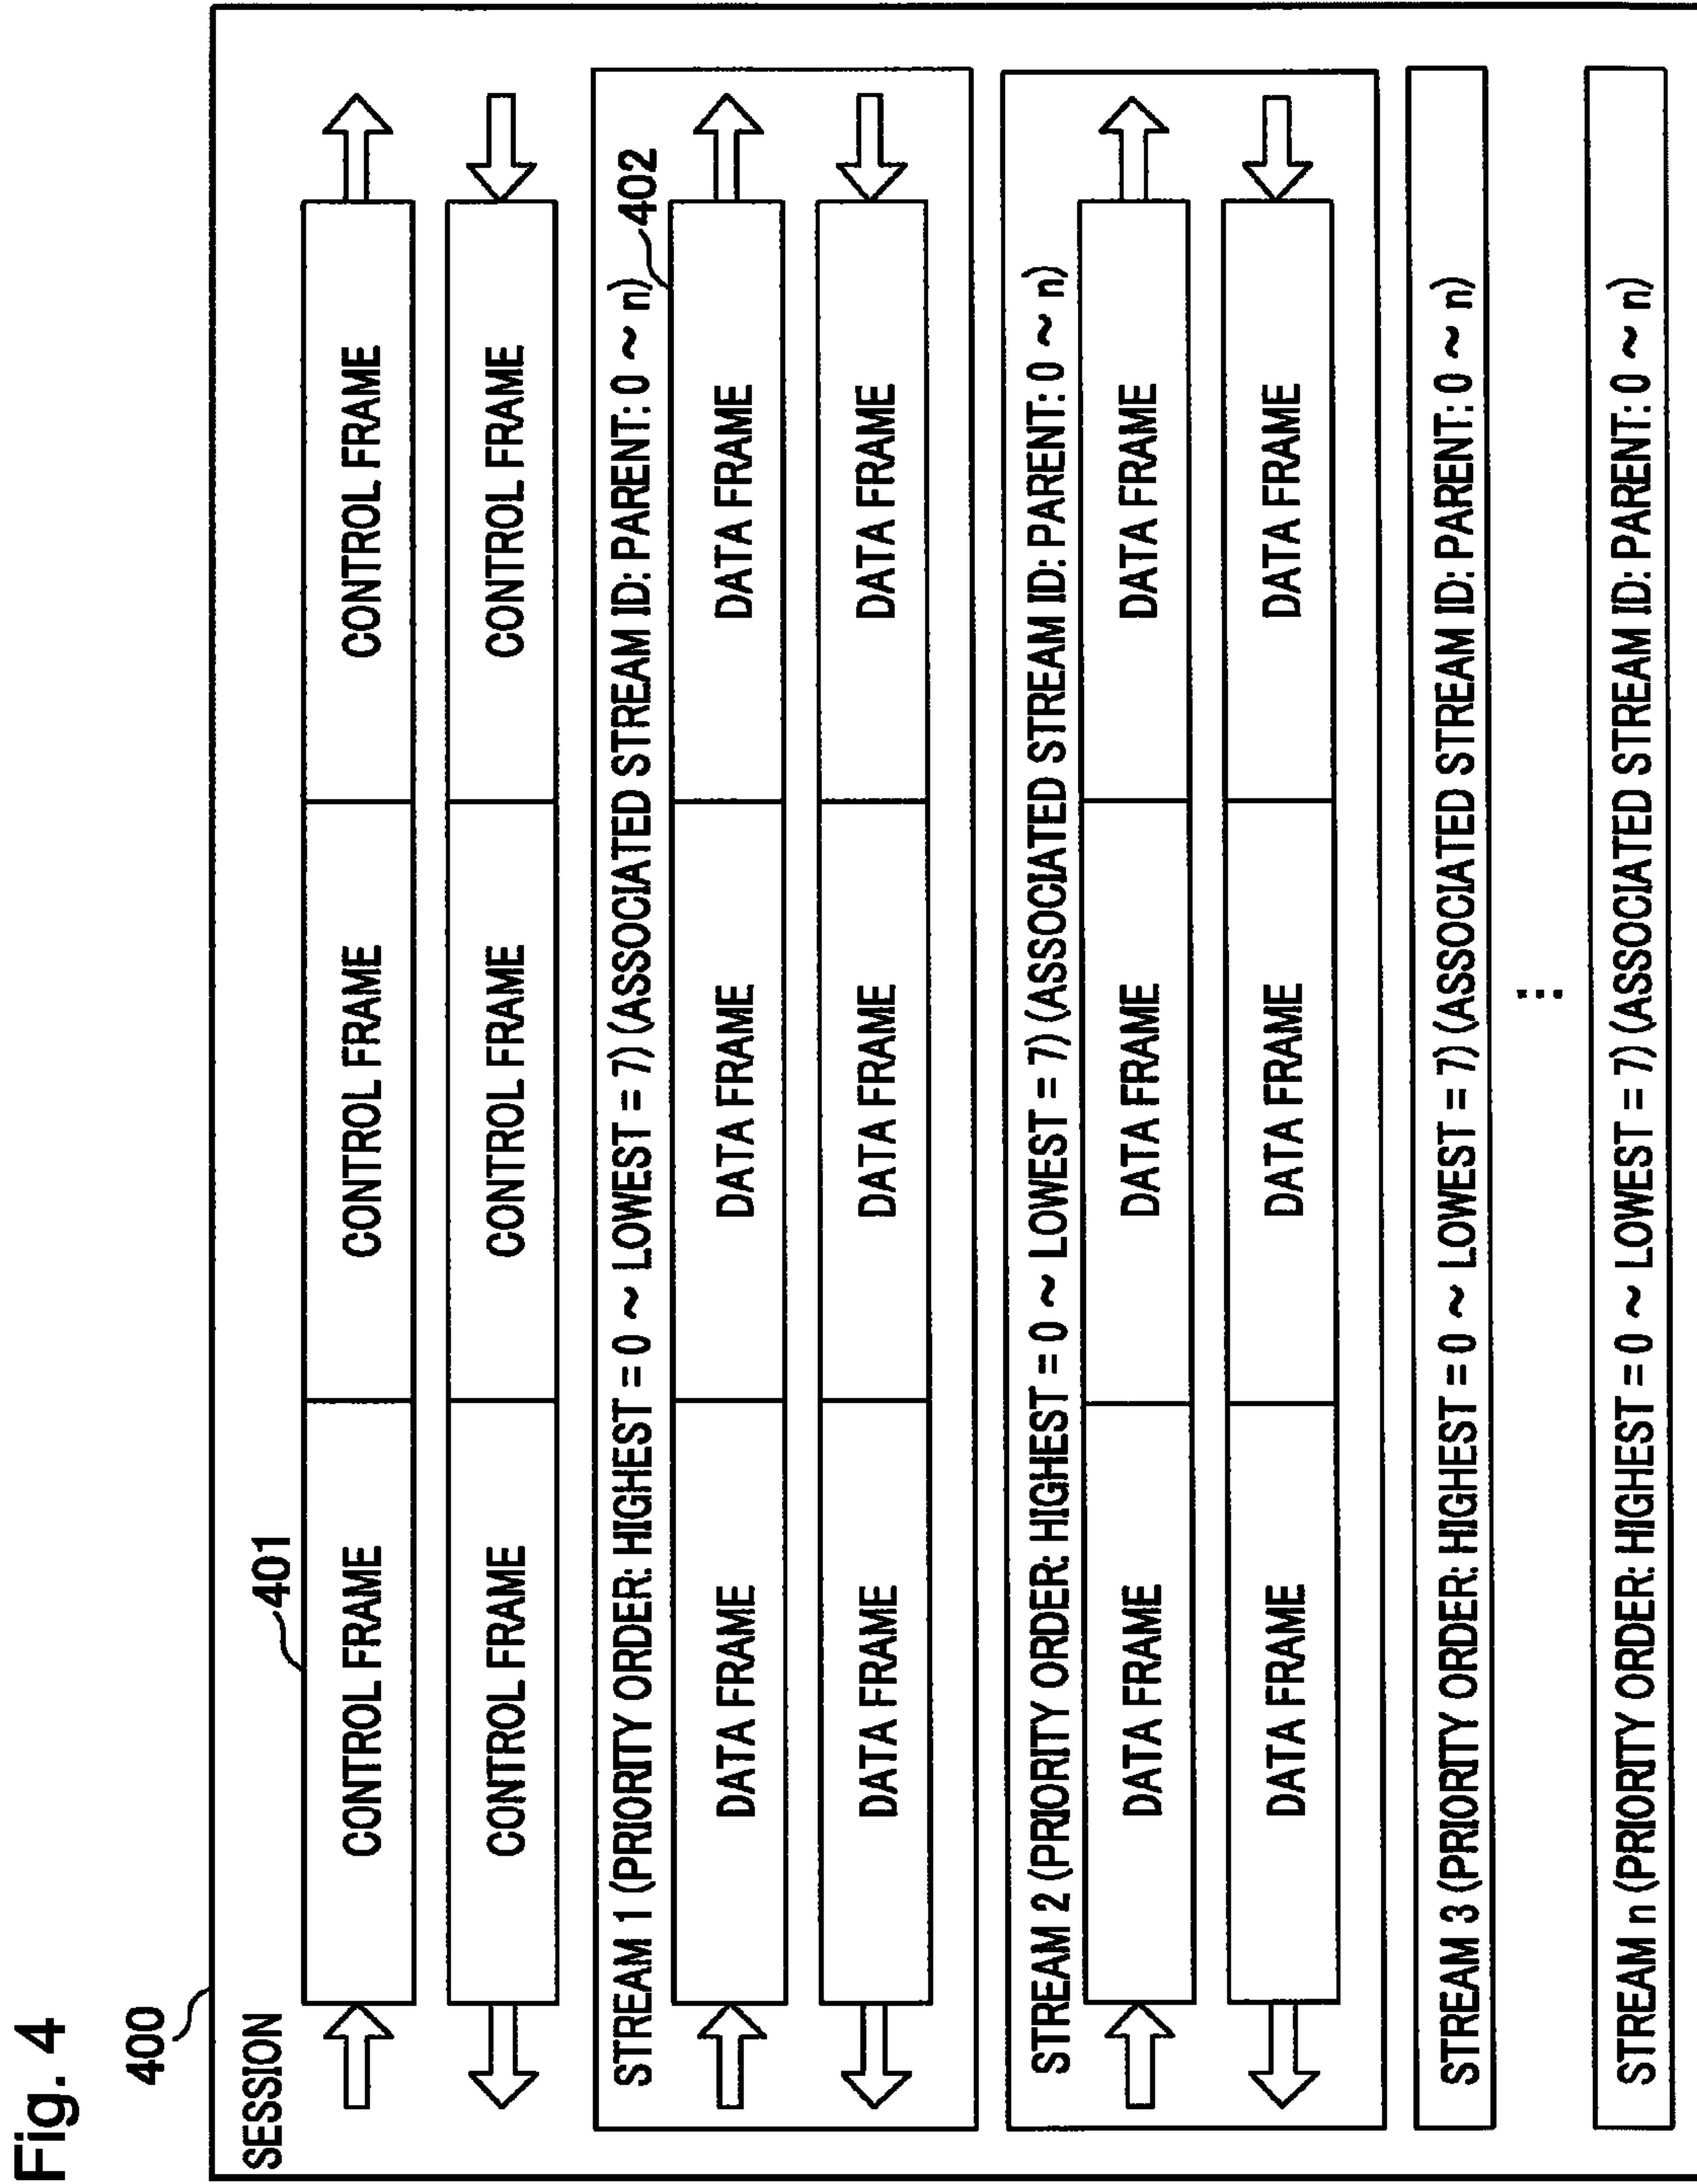 Fig. 4
400
SESSION
401
CONTROL FRAME CONTROL FRAME CONTROL FRAME
CONTROL FRAME CONTROL FRAME CONTROL FRAME
STREAM 1 (PRIORITY ORDER: HIGHEST = 0 ~ LOWEST = 7) (ASSOCIATED STREAM ID: PARENT: 0 ~ n)
402
DATA FRAME DATA FRAME DATA FRAME
DATA FRAME DATA FRAME DATA FRAME
STREAM 2 (PRIORITY ORDER: HIGHEST = 0 ~ LOWEST = 7) (ASSOCIATED STREAM ID: PARENT: 0 ~ n)
DATA FRAME DATA FRAME DATA FRAME
DATA FRAME DATA FRAME DATA FRAME
STREAM 3 (PRIORITY ORDER: HIGHEST = 0 ~ LOWEST = 7) (ASSOCIATED STREAM ID: PARENT: 0 ~ n)
⋮
STREAM n (PRIORITY ORDER: HIGHEST = 0 ~ LOWEST = 7) (ASSOCIATED STREAM ID: PARENT: 0 ~ n)